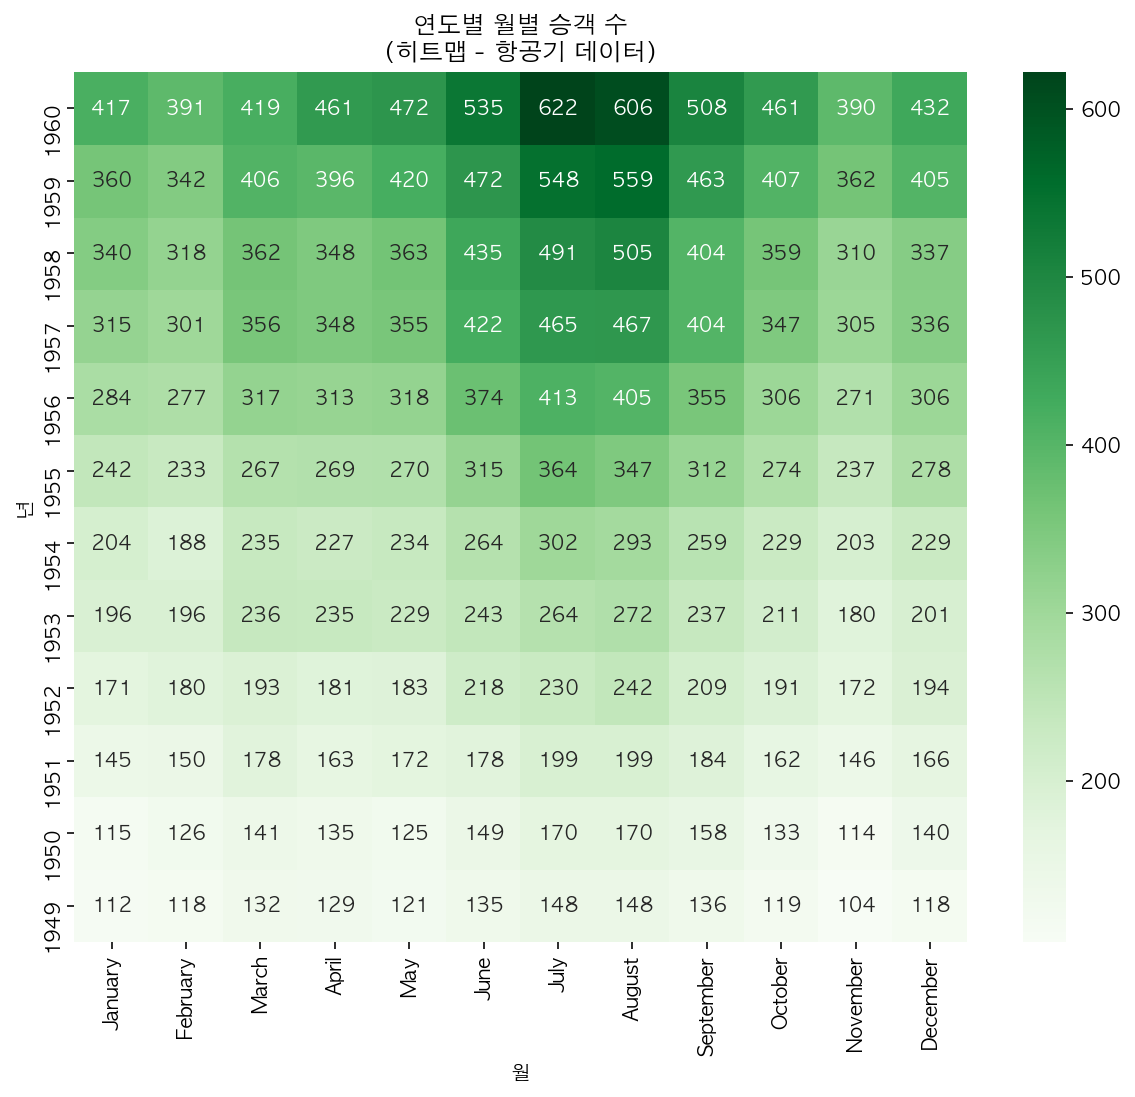 연도별 월별 승객 수
(히트맵 - 항공기 데이터)
1960 417 391 419 461 472 535 622 606 508 461 390 432
1959 360 342 406 396 420 472 548 559 463 407 362 405
1958 340 318 362 348 363 435 491 505 404 359 310 337
1957 315 301 356 348 355 422 465 467 404 347 305 336
1956 284 277 317 313 318 374 413 405 355 306 271 306
1955 242 233 267 269 270 315 364 347 312 274 237 278
1954 204 188 235 227 234 264 302 293 259 229 203 229
1953 196 196 236 235 229 243 264 272 237 211 180 201
1952 171 180 193 181 183 218 230 242 209 191 172 194
1951 145 150 178 163 172 178 199 199 184 162 146 166
1950 115 126 141 135 125 149 170 170 158 133 114 140
1949 112 118 132 129 121 135 148 148 136 119 104 118
년
January February March April May June July August September October November December
월
600
500
400
300
200